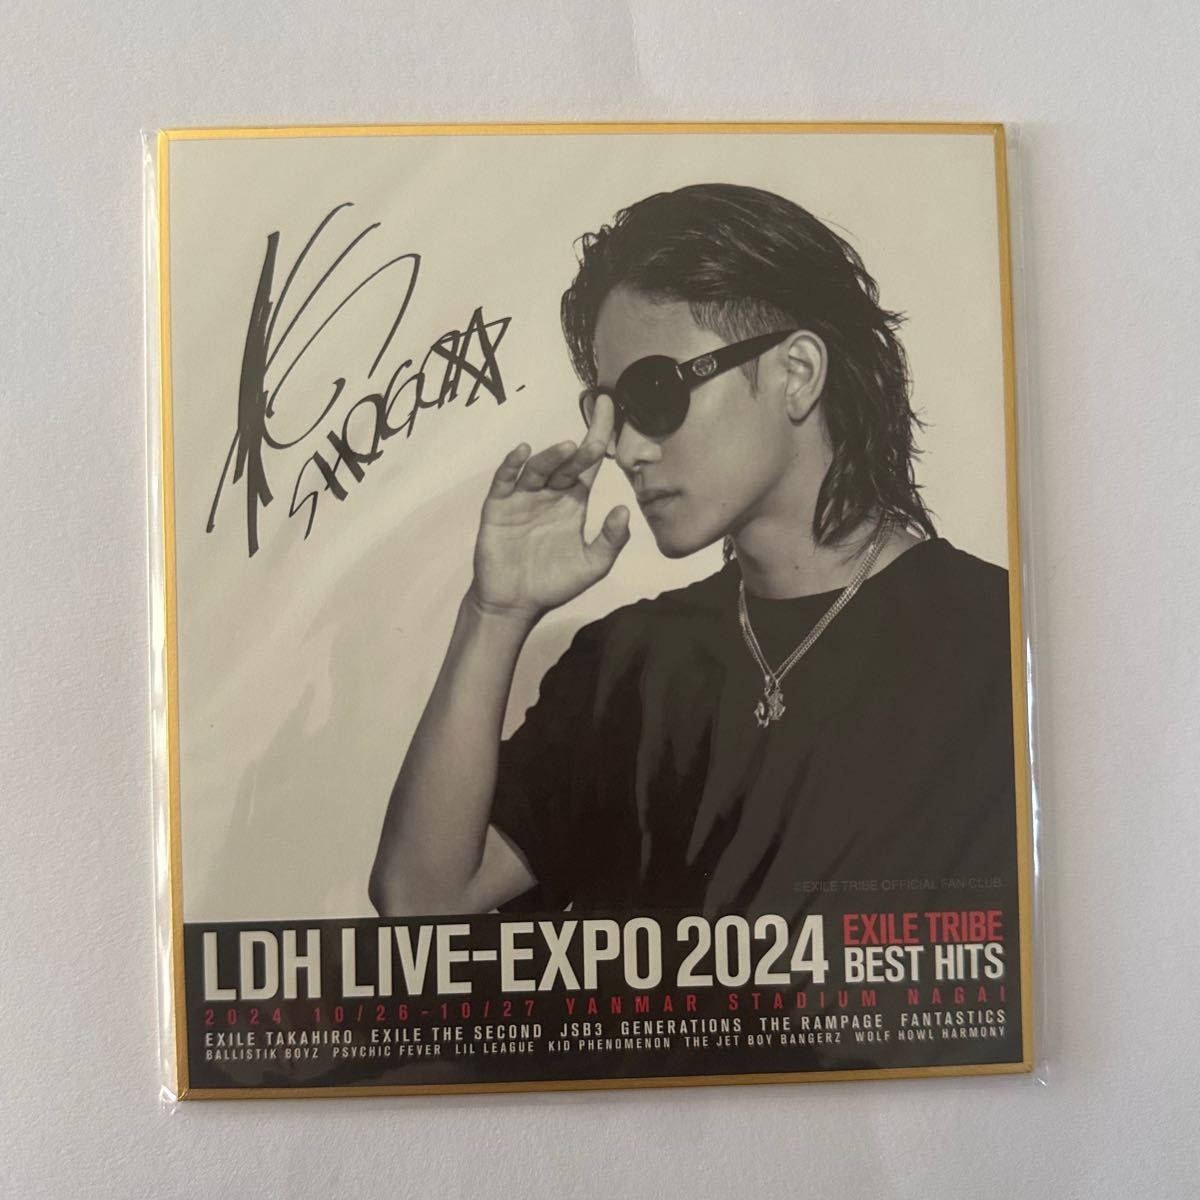 SHOGO
©EXILE TRIBE OFFICIAL FAN CLUB
LDH LIVE-EXPO 2024
EXILE TRIBE
BEST HITS
2024 10/26-10/27 YANMAR STADIUM NAGAI
EXILE TAKAHIRO EXILE THE SECOND JSB3 GENERATIONS THE RAMPAGE FANTASTICS
BALLISTIK BOYZ PSYCHIC FEVER LIL LEAGUE KID PHENOMENON THE JET BOY BANGERZ WOLF HOWL HARMONY